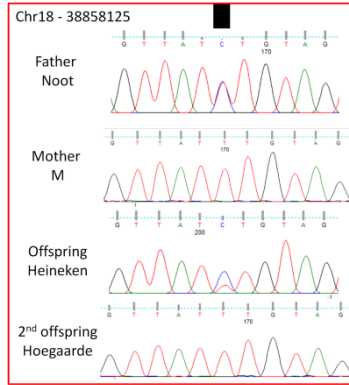 Chr18 - 38858125
G T T A T C T G T A G
170
Father
Noot
G T T A T T T G T A G
170
Mother
M
G T T A T C T G T A G
200
Offspring
Heineken
G T T A T T T G T A G
170
2nd offspring
Hoegaarde